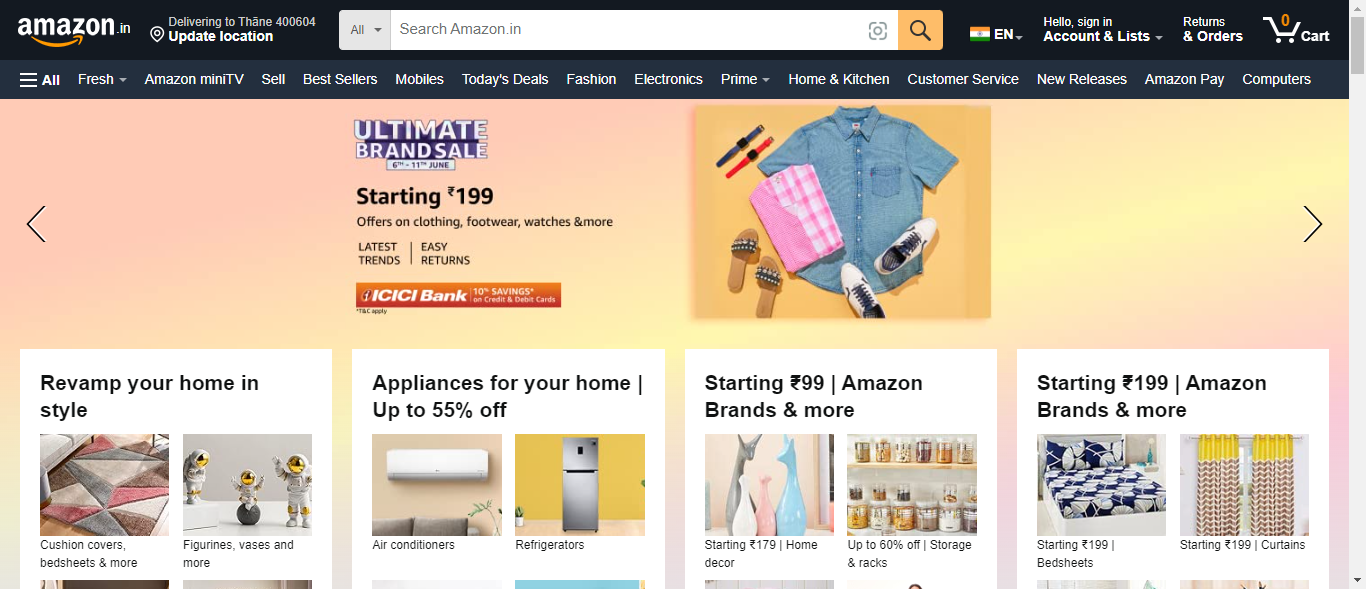 amazon.in
Delivering to Thāne 400604
Update location
All
Search Amazon.in
EN
Hello, sign in
Account & Lists
Returns
& Orders
0
Cart
All Fresh Amazon miniTV Sell Best Sellers Mobiles Today's Deals Fashion Electronics Prime Home & Kitchen Customer Service New Releases Amazon Pay Computers
ULTIMATE
BRAND SALE
6TH - 11TH JUNE
Starting ₹199
Offers on clothing, footwear, watches &more
LATEST
TRENDS
EASY
RETURNS
ICICI Bank
10% SAVINGS*
on Credit & Debit Cards
*T&C apply
Revamp your home in
style
Cushion covers,
bedsheets & more
Figurines, vases and
more
Appliances for your home |
Up to 55% off
Air conditioners
Refrigerators
Starting ₹99 | Amazon
Brands & more
Starting ₹179 | Home
decor
Up to 60% off | Storage
& racks
Starting ₹199 | Amazon
Brands & more
Starting ₹199 |
Bedsheets
Starting ₹199 | Curtains